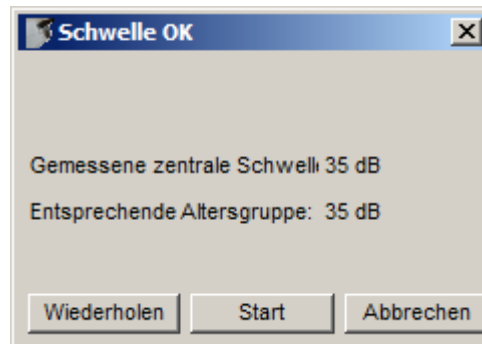 Schwelle OK
Gemessene zentrale Schwell 35 dB
Entsprechende Altersgruppe: 35 dB
Wiederholen Start Abbrechen